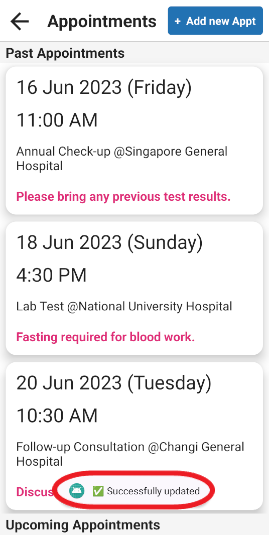 Appointments
+ Add new Appt
Past Appointments
16 Jun 2023 (Friday)
11:00 AM
Annual Check-up @Singapore General
Hospital
Please bring any previous test results.
18 Jun 2023 (Sunday)
4:30 PM
Lab Test @National University Hospital
Fasting required for blood work.
20 Jun 2023 (Tuesday)
10:30 AM
Follow-up Consultation @Changi General
Hospital
Discus
✅ Successfully updated
Upcoming Appointments